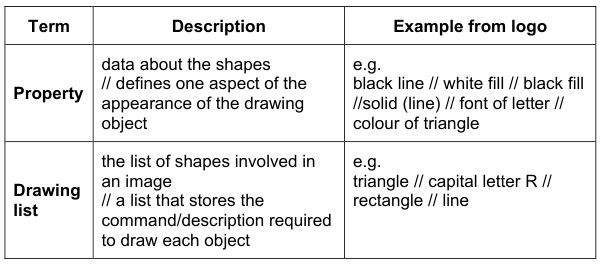 Term Description Example from logo
Property
data about the shapes
// defines one aspect of the
appearance of the drawing
object
e.g.
black line // white fill // black fill
//solid (line) // font of letter //
colour of triangle
Drawing
list
the list of shapes involved in
an image
// a list that stores the
command/description required
to draw each object
e.g.
triangle // capital letter R //
rectangle // line